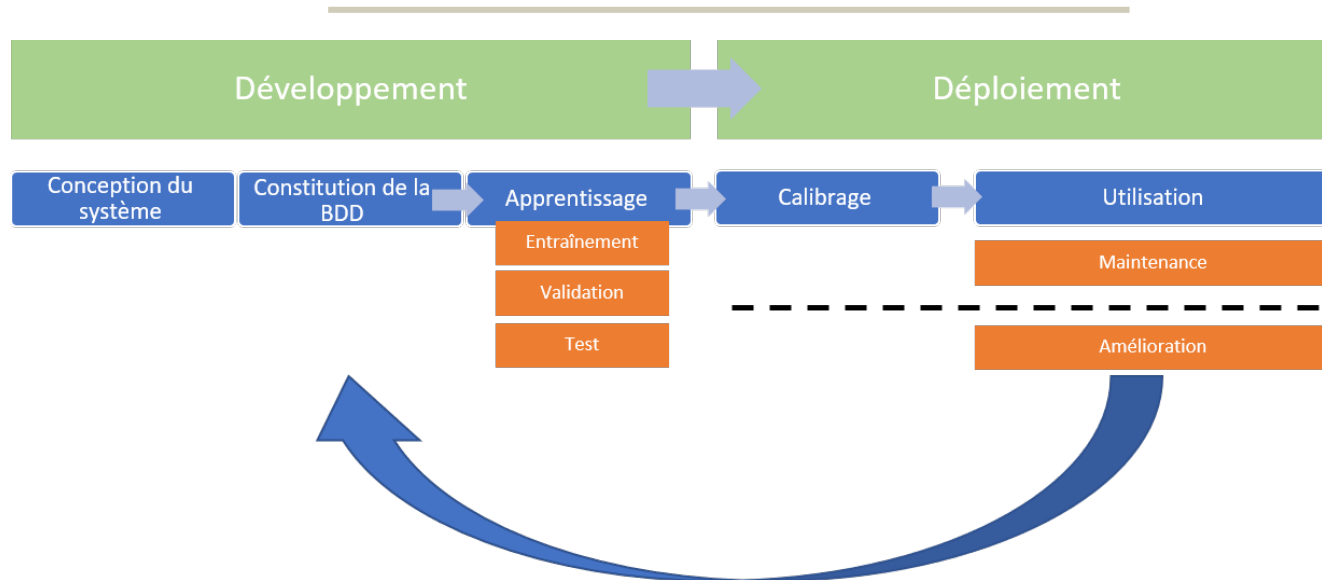 Développement
Déploiement
Conception du
système
Constitution de la
BDD
Apprentissage
Calibrage
Utilisation
Entraînement
Validation
Test
Maintenance
Amélioration